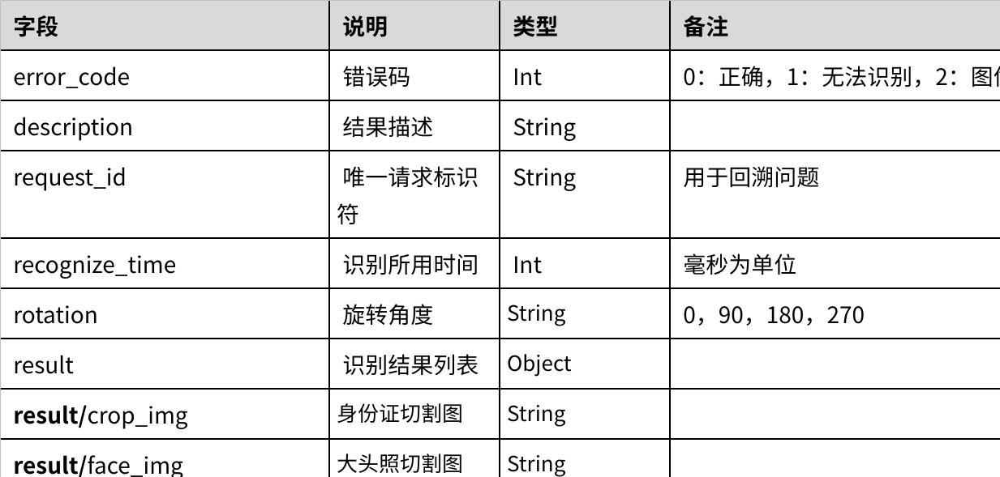 字段 说明 类型 备注
error_code 错误码 Int 0：正确，1：无法识别，2：图
description 结果描述 String
request_id 唯一请求标识 String 用于回溯问题
符
recognize_time 识别所用时间 Int 毫秒为单位
rotation 旋转角度 String 0，90，180，270
result 识别结果列表 Object
result/crop_img 身份证切割图 String
result/face_img 大头照切割图 String